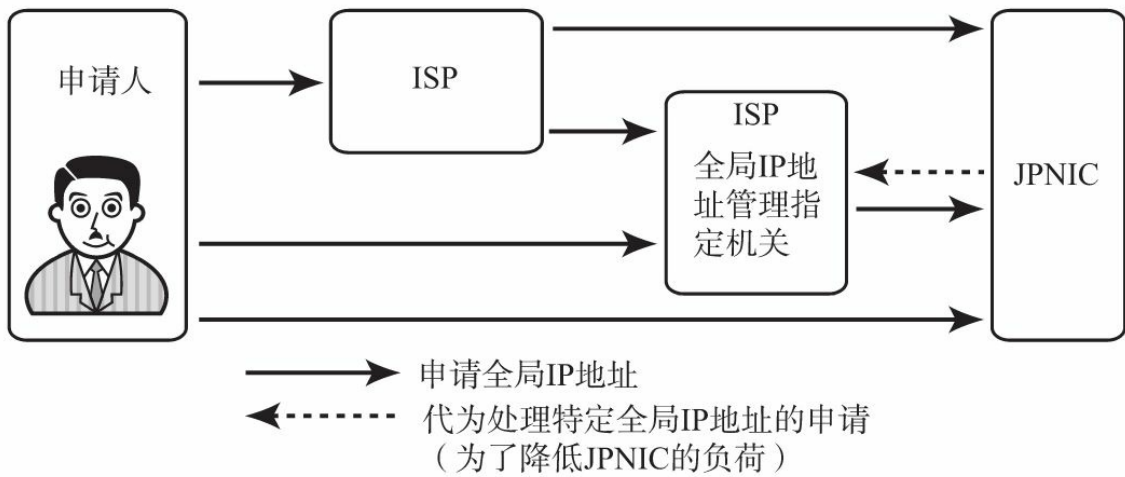 申请人
ISP
ISP
全局IP地
址管理指
定机关
JPNIC
申请全局IP地址
代为处理特定全局IP地址的申请
（为了降低JPNIC的负荷）